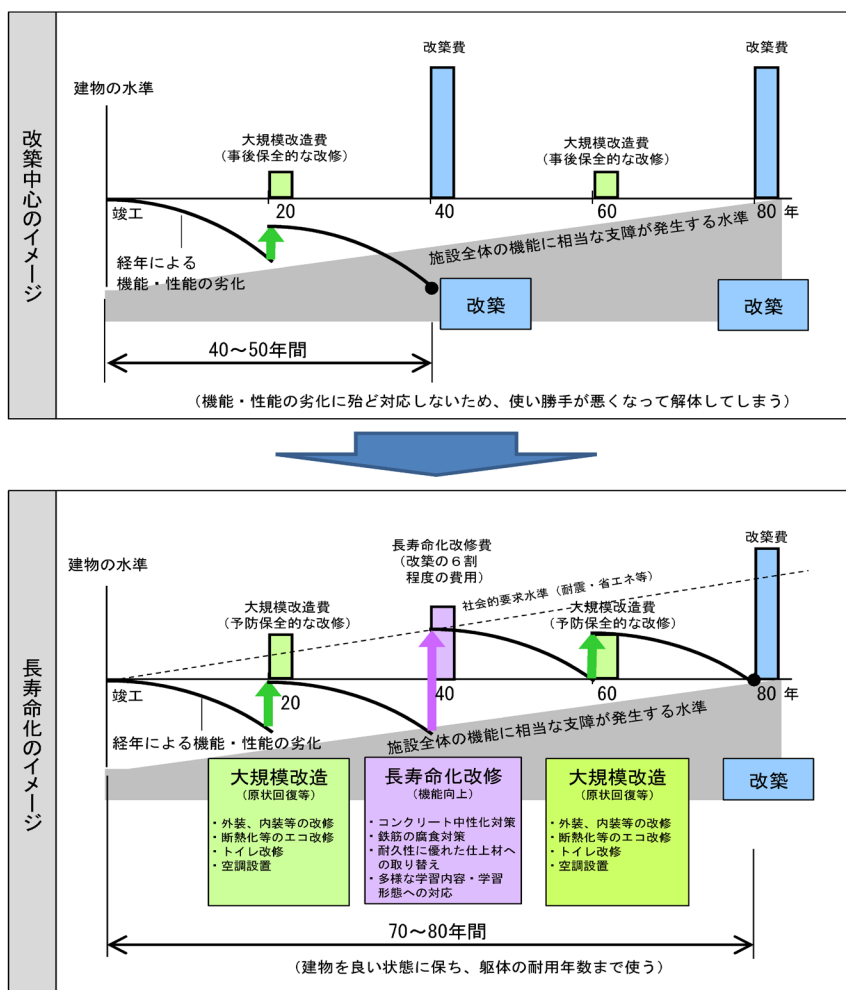 改築中心のイメージ
建物の水準
改築費
改築費
大規模改造費
（事後保全的な改修）
大規模改造費
（事後保全的な改修）
竣工
20
40
60
80 年
経年による
機能・性能の劣化
施設全体の機能に相当な支障が発生する水準
改築
改築
40～50年間
（機能・性能の劣化に殆ど対応しないため、使い勝手が悪くなって解体してしまう）
長寿命化のイメージ
建物の水準
長寿命化改修費
（改築の６割
程度の費用）
改築費
社会的要求水準（耐震・省エネ等）
大規模改造費
（予防保全的な改修）
大規模改造費
（予防保全的な改修）
竣工
20
40
60
80 年
経年による機能・性能の劣化
施設全体の機能に相当な支障が発生する水準
大規模改造
（原状回復等）
・外装、内装等の改修
・断熱化等のエコ改修
・トイレ改修
・空調設置
長寿命化改修
（機能向上）
・コンクリート中性化対策
・鉄筋の腐食対策
・耐久性に優れた仕上材へ
の取り替え
・多様な学習内容・学習
形態への対応
大規模改造
（原状回復等）
・外装、内装等の改修
・断熱化等のエコ改修
・トイレ改修
・空調設置
改築
70～80年間
（建物を良い状態に保ち、躯体の耐用年数まで使う）